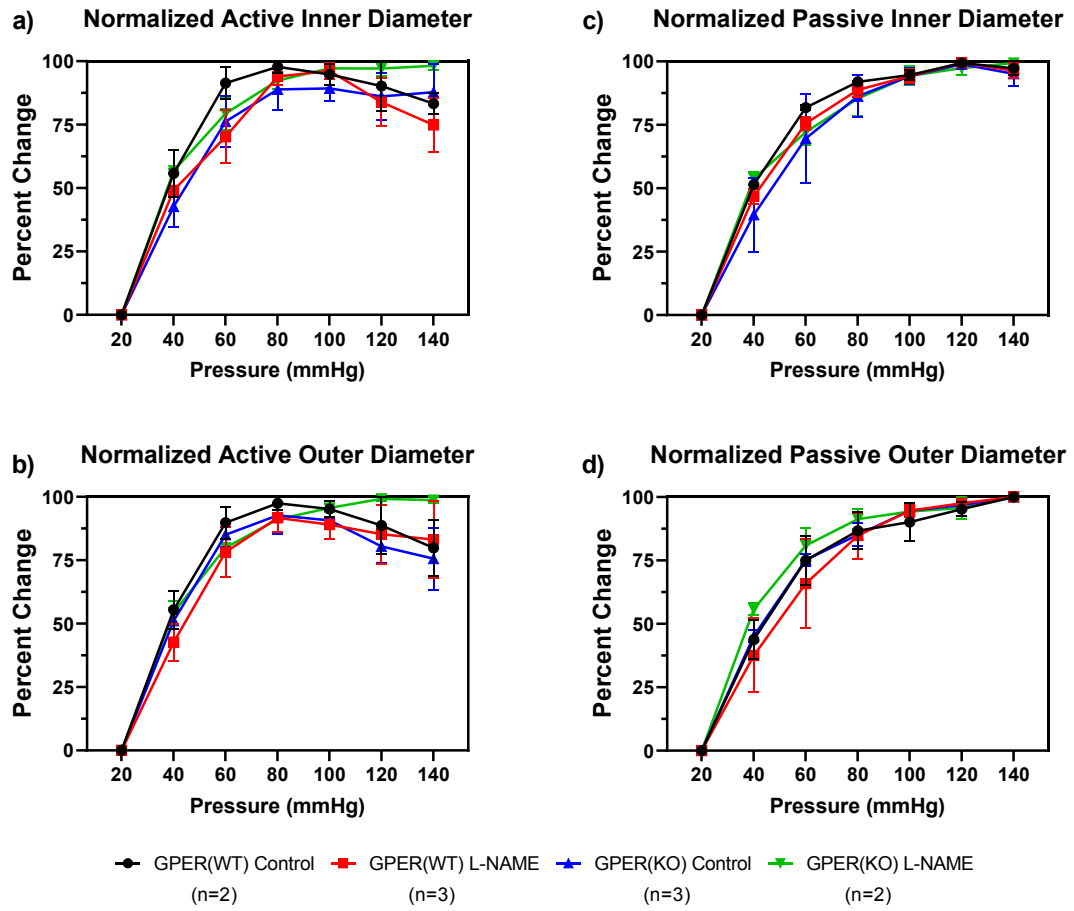 a)
Normalized Active Inner Diameter
Percent Change
100
75
50
25
0
20 40 60 80 100 120 140
Pressure (mmHg)
c)
Normalized Passive Inner Diameter
Percent Change
100
75
50
25
0
20 40 60 80 100 120 140
Pressure (mmHg)
b)
Normalized Active Outer Diameter
Percent Change
100
75
50
25
0
20 40 60 80 100 120 140
Pressure (mmHg)
d)
Normalized Passive Outer Diameter
Percent Change
100
75
50
25
0
20 40 60 80 100 120 140
Pressure (mmHg)
GPER(WT) Control GPER(WT) L-NAME GPER(KO) Control GPER(KO) L-NAME
(n=2) (n=3) (n=3) (n=2)